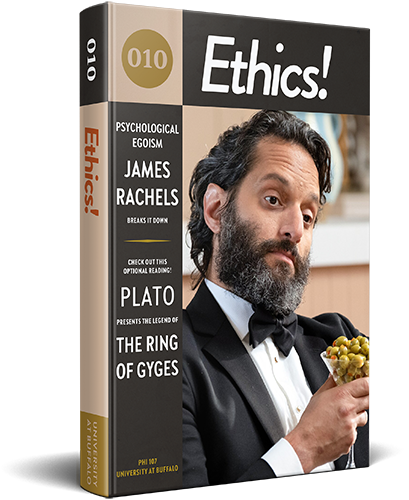 010
Ethics!
UNIVERSITY
AT BUFFALO
010
Ethics!
PSYCHOLOGICAL
EGOISM
JAMES
RACHELS
BREAKS IT DOWN
CHECK OUT THIS
OPTIONAL READING!
PLATO
PRESENTS THE LEGEND OF
THE RING
OF GYGES
PHI 107
UNIVERSITY AT BUFFALO